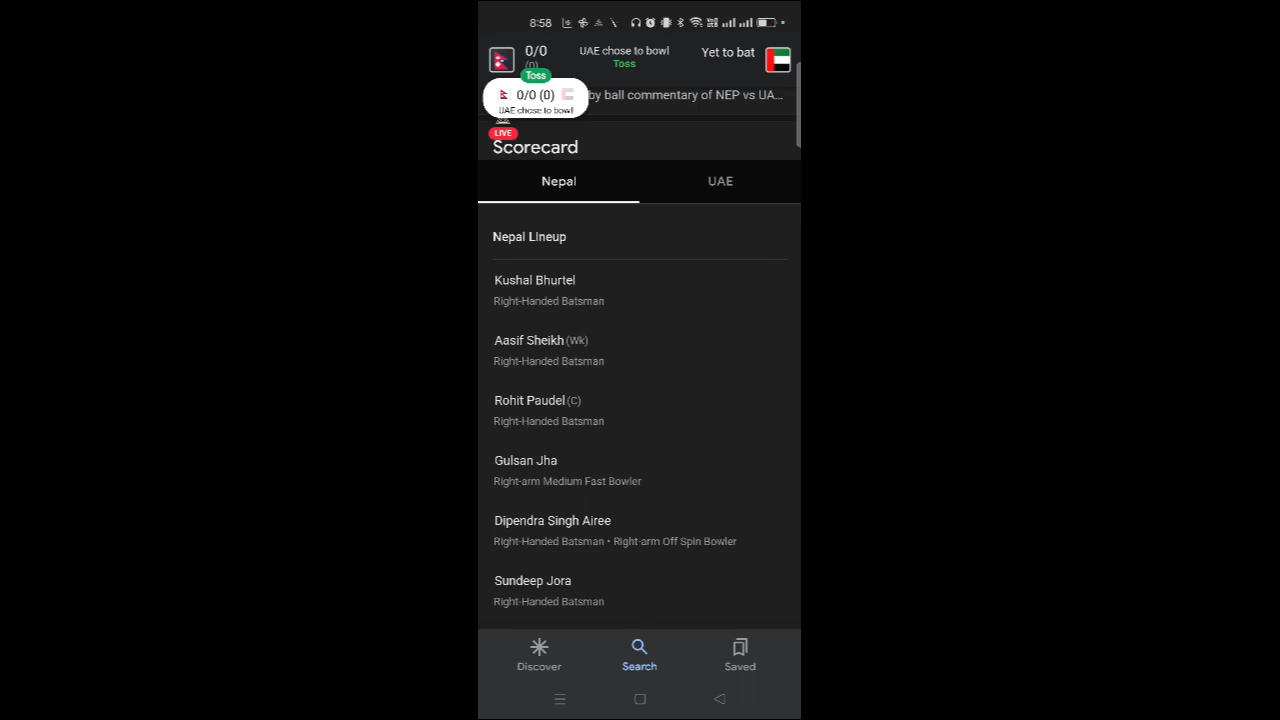 8:58
0/0
(0)
UAE chose to bowl
Toss
Yet to bat
Toss
0/0 (0)
UAE chose to bowl
by ball commentary of NEP vs UA...
LIVE
Scorecard
Nepal
UAE
Nepal Lineup
Kushal Bhurtel
Right-Handed Batsman
Aasif Sheikh (Wk)
Right-Handed Batsman
Rohit Paudel (C)
Right-Handed Batsman
Gulsan Jha
Right-arm Medium Fast Bowler
Dipendra Singh Airee
Right-Handed Batsman • Right-arm Off Spin Bowler
Sundeep Jora
Right-Handed Batsman
Discover
Search
Saved